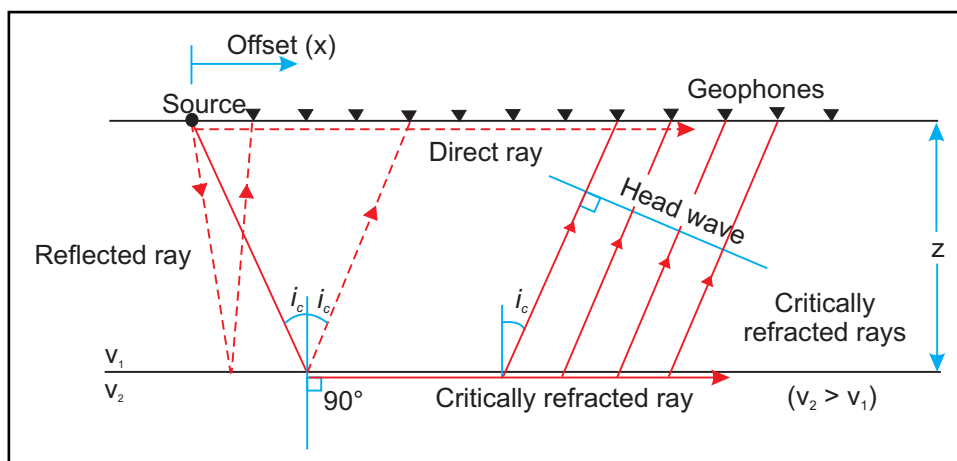 Offset (x)
Source
Geophones
Direct ray
Head wave
Reflected ray
z
i_c i_c
i_c
Critically
refracted rays
v₁
v₂
90°
Critically refracted ray
(v₂ > v₁)